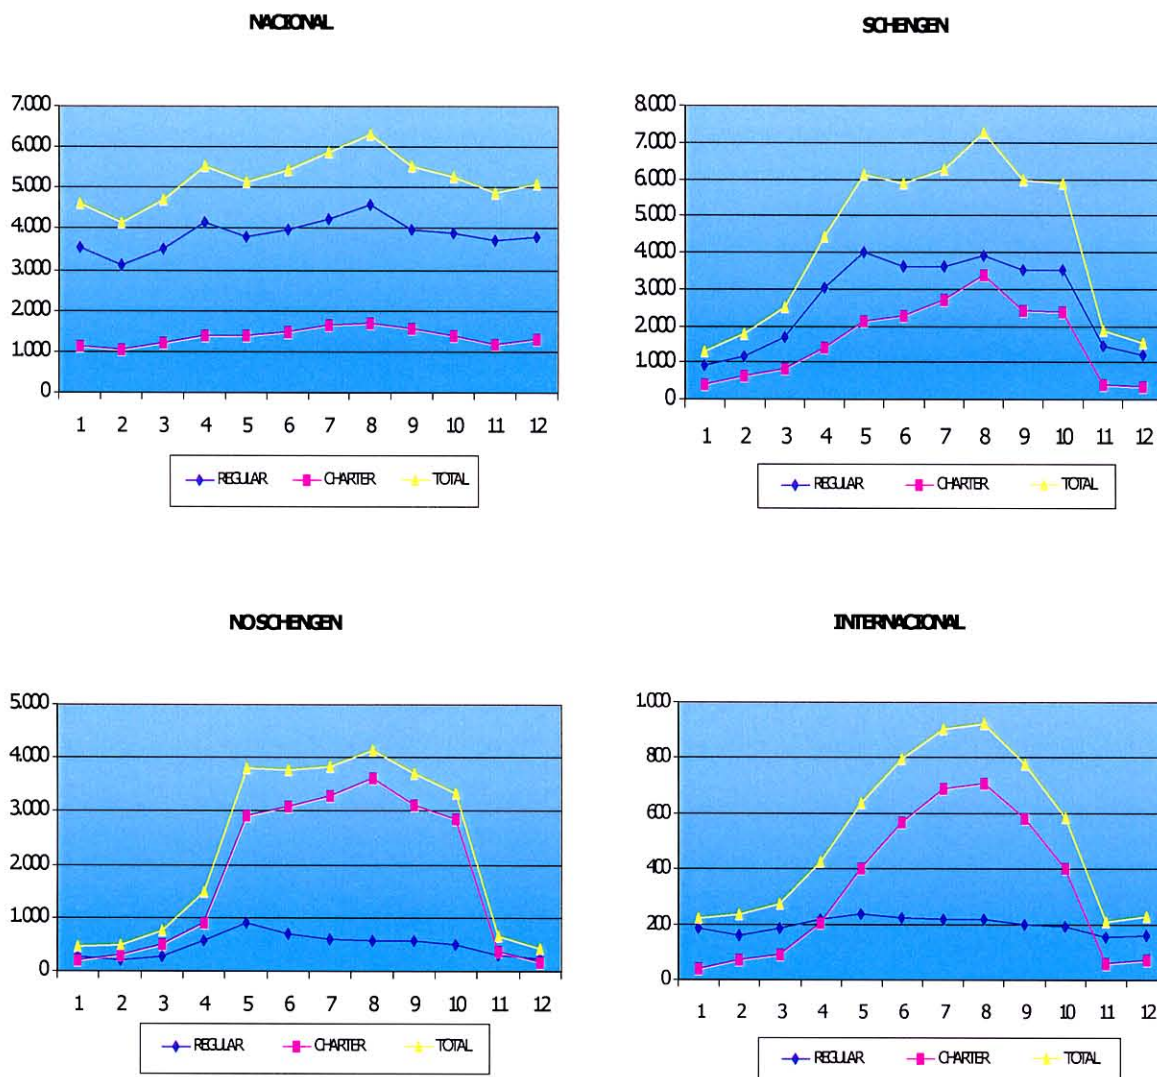 NACIONAL
7.000
6.000
5.000
4.000
3.000
2.000
1.000
0
1 2 3 4 5 6 7 8 9 10 11 12
REGULAR CHARTER TOTAL
SCHENGEN
8.000
7.000
6.000
5.000
4.000
3.000
2.000
1.000
0
1 2 3 4 5 6 7 8 9 10 11 12
REGULAR CHARTER TOTAL
NO SCHENGEN
5.000
4.000
3.000
2.000
1.000
0
1 2 3 4 5 6 7 8 9 10 11 12
REGULAR CHARTER TOTAL
INTERNACIONAL
1.000
800
600
400
200
0
1 2 3 4 5 6 7 8 9 10 11 12
REGULAR CHARTER TOTAL